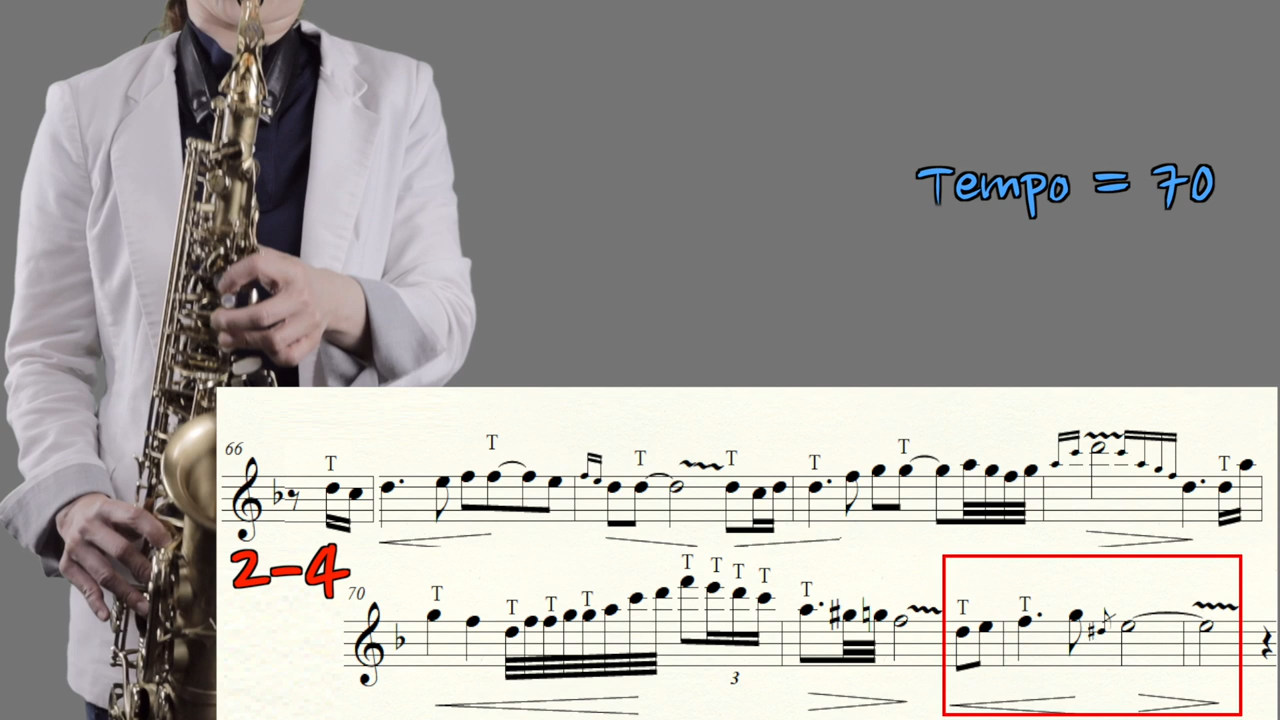 Tempo = 70
T
66
T T T T T T
2-4
70
T T T T T T T T T T T
3